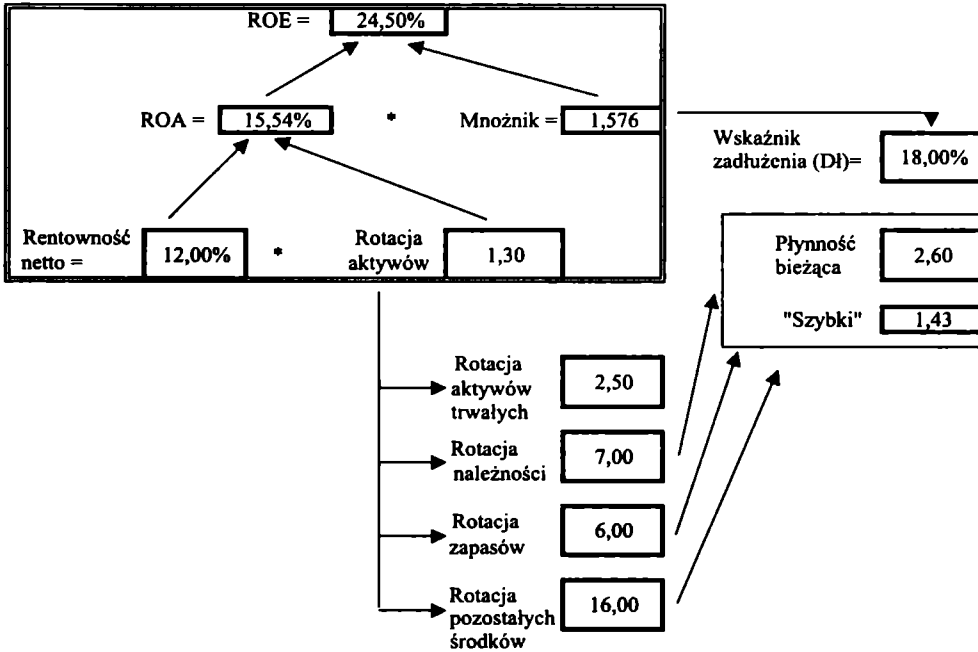 ROE = 24,50%
ROA = 15,54% * Mnożnik = 1,576
Wskaźnik
zadłużenia (Dł)= 18,00%
Rentowność
netto = 12,00% * Rotacja
aktywów 1,30
Płynność
bieżąca 2,60
"Szybki" 1,43
Rotacja
aktywów
trwałych 2,50
Rotacja
należności 7,00
Rotacja
zapasów 6,00
Rotacja
pozostałych
środków 16,00